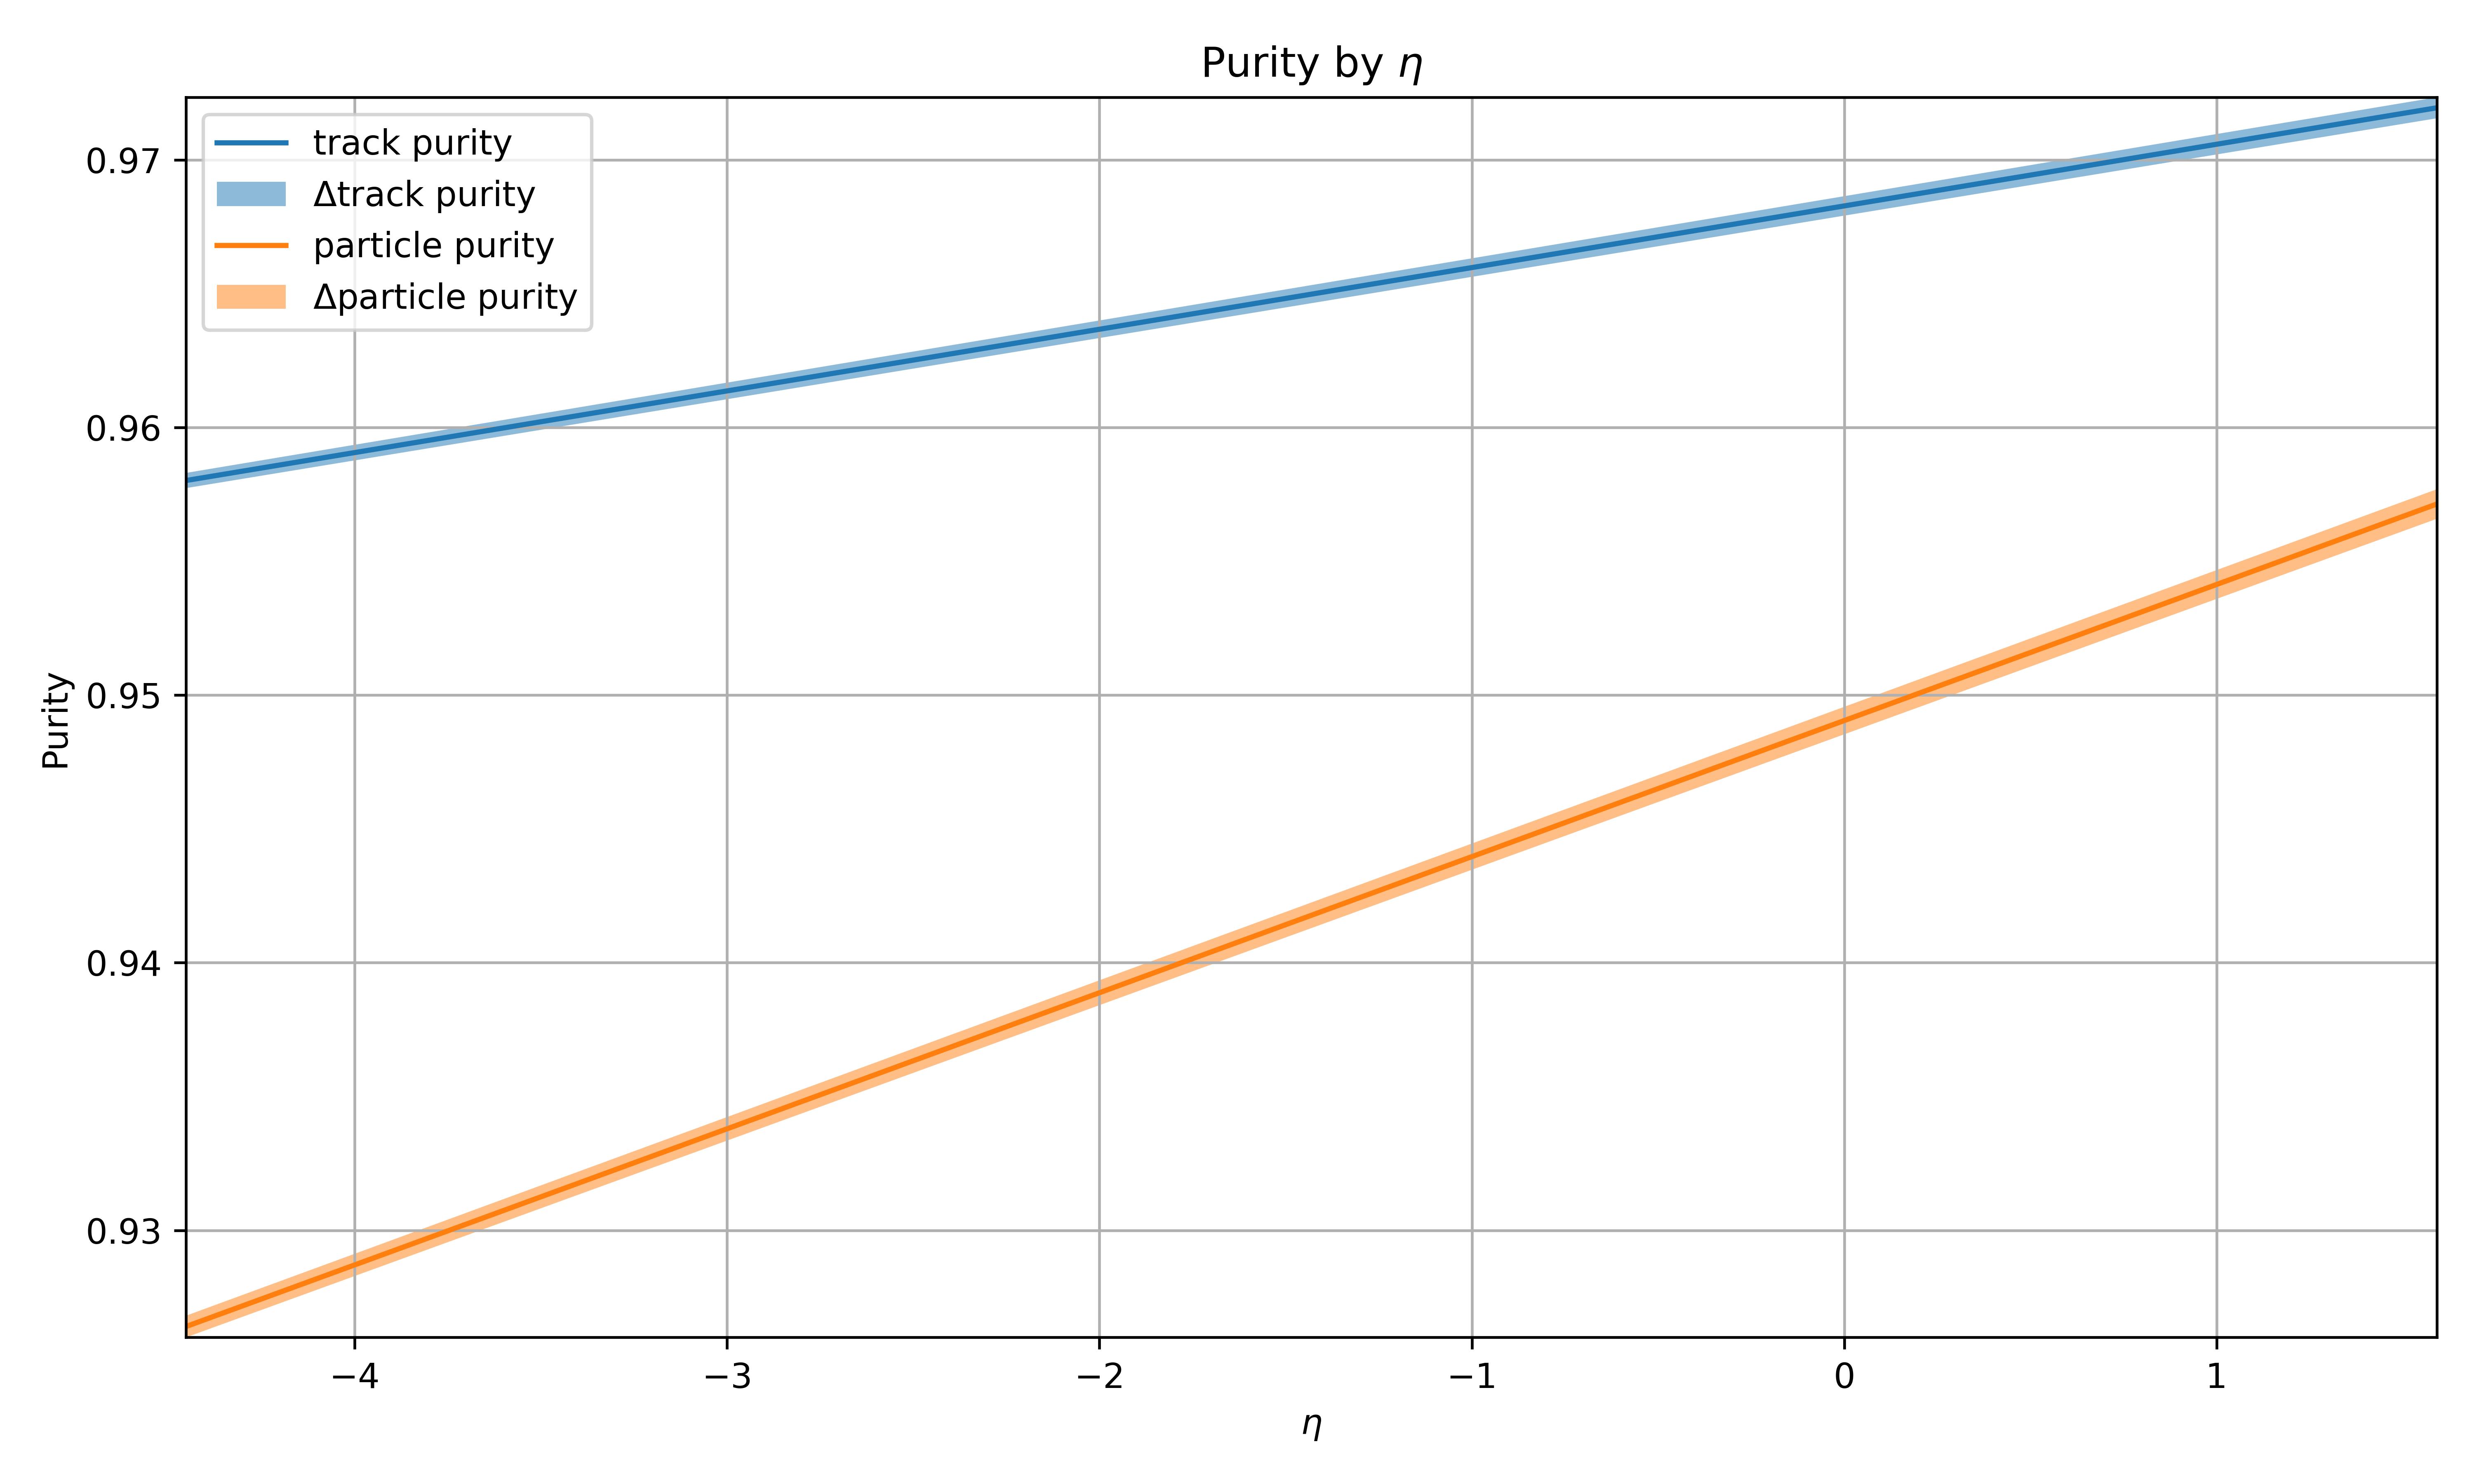 Purity by η
track purity
Δtrack purity
particle purity
Δparticle purity
0.97
0.96
0.95
0.94
0.93
Purity
−4
−3
−2
−1
0
1
η